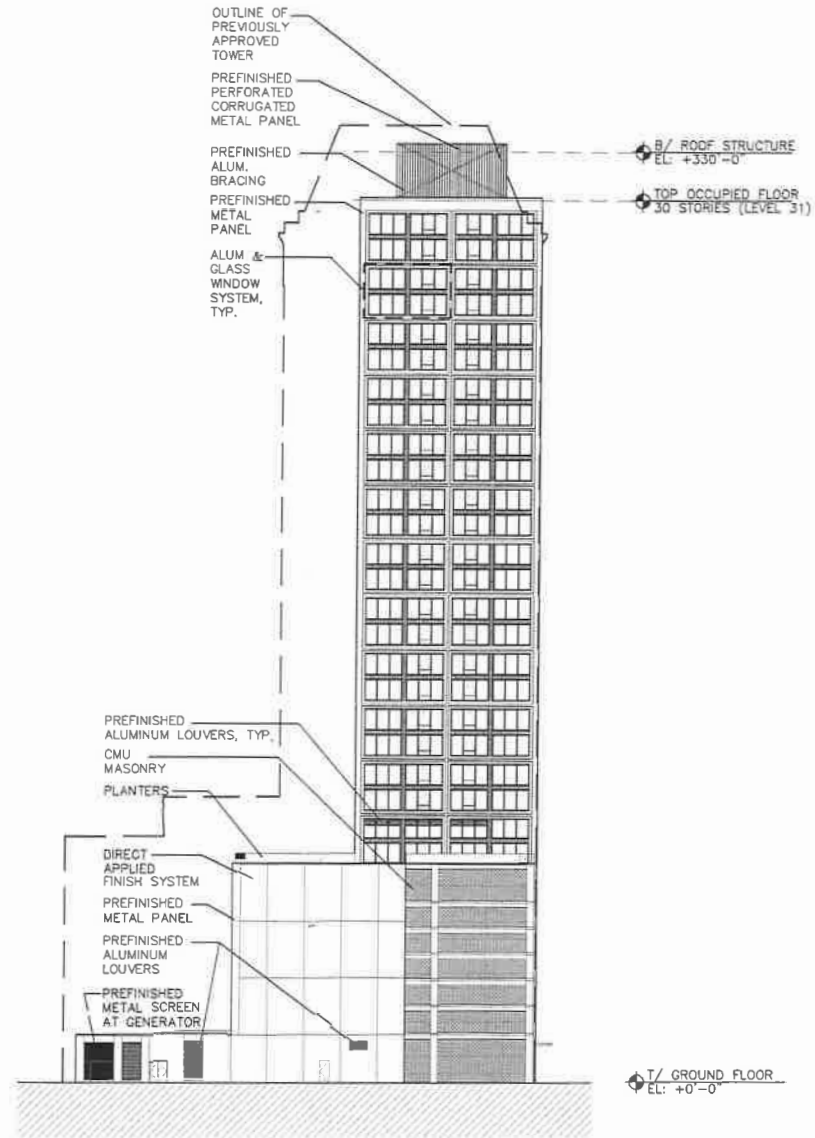 OUTLINE OF
PREVIOUSLY
APPROVED
TOWER
PREFINISHED
PERFORATED
CORRUGATED
METAL PANEL
PREFINISHED
ALUM.
BRACING
PREFINISHED
METAL
PANEL
ALUM &
GLASS
WINDOW
SYSTEM,
TYP.
B/ ROOF STRUCTURE
EL: +330'-0"
TOP OCCUPIED FLOOR
30 STORIES (LEVEL 31)
PREFINISHED
ALUMINUM LOUVERS, TYP.
CMU
MASONRY
PLANTERS
DIRECT
APPLIED
FINISH SYSTEM
PREFINISHED
METAL PANEL
PREFINISHED
ALUMINUM
LOUVERS
PREFINISHED
METAL SCREEN
AT GENERATOR
T/ GROUND FLOOR
EL: +0'-0"